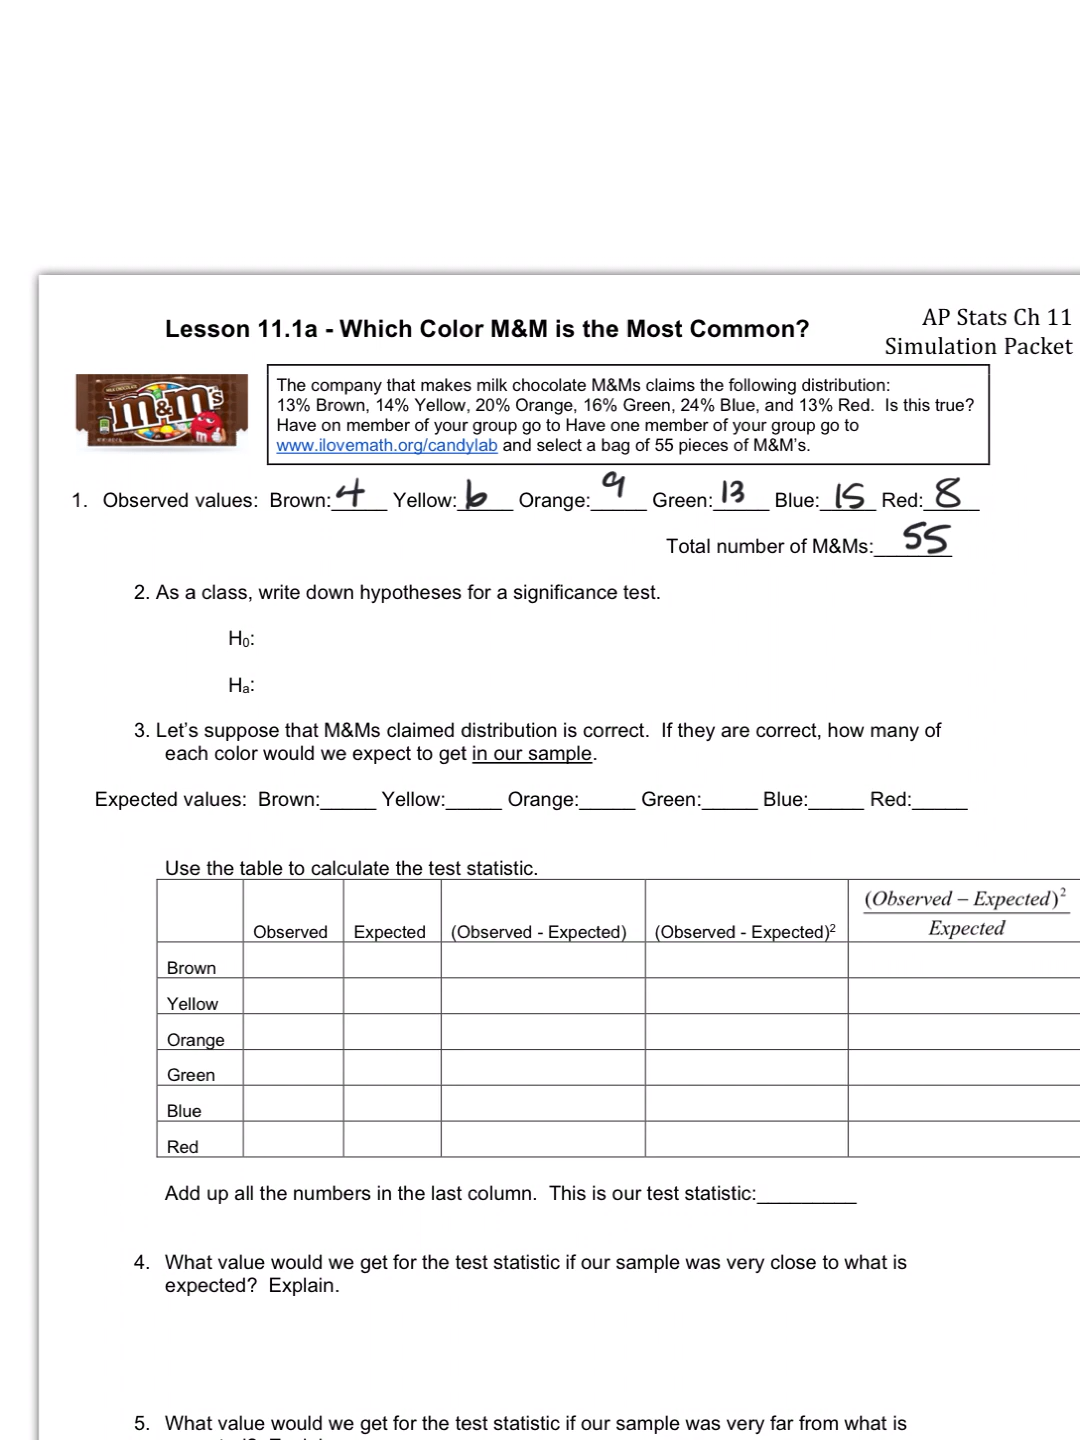 AP Stats Ch 11
Simulation Packet
Lesson 11.1a - Which Color M&M is the Most Common?
m&m's
The company that makes milk chocolate M&Ms claims the following distribution:
13% Brown, 14% Yellow, 20% Orange, 16% Green, 24% Blue, and 13% Red. Is this true?
Have on member of your group go to Have one member of your group go to
www.ilovemath.org/candylab and select a bag of 55 pieces of M&M's.
1. Observed values: Brown: 4 Yellow: 6 Orange: 9 Green: 13 Blue: 15 Red: 8
Total number of M&Ms: 55
2. As a class, write down hypotheses for a significance test.
H₀:
Hₐ:
3. Let's suppose that M&Ms claimed distribution is correct. If they are correct, how many of
each color would we expect to get in our sample.
Expected values: Brown:_____ Yellow:_____ Orange:_____ Green:_____ Blue:_____ Red:_____
Use the table to calculate the test statistic.
Observed Expected (Observed - Expected) (Observed - Expected)² (Observed – Expected)² / Expected
Brown
Yellow
Orange
Green
Blue
Red
Add up all the numbers in the last column. This is our test statistic:_________
4. What value would we get for the test statistic if our sample was very close to what is
expected? Explain.
5. What value would we get for the test statistic if our sample was very far from what is